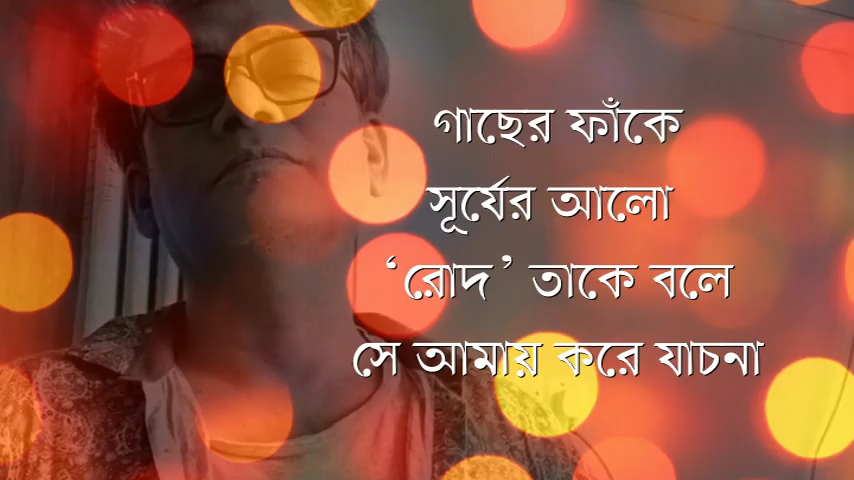 গাছের ফাঁকে
সূর্যের আলো
‘রোদ’ তাকে বলে
সে আমায় করে যাচনা